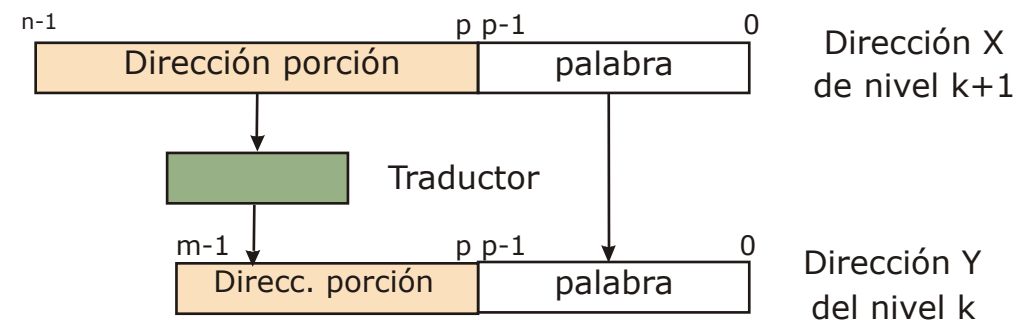 n-1 p p-1 0
Dirección porción palabra
Dirección X
de nivel k+1
Traductor
m-1 p p-1 0
Direcc. porción palabra
Dirección Y
del nivel k